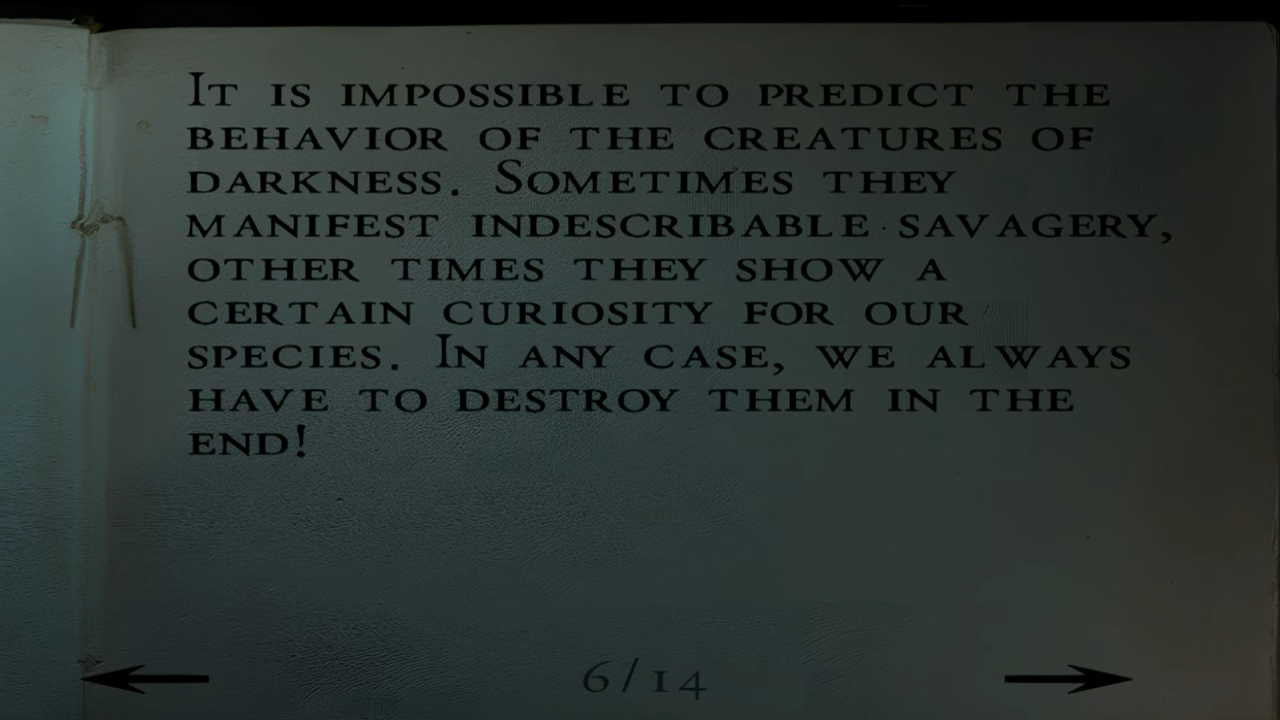 It is impossible to predict the
behavior of the creatures of
darkness. Sometimes they
manifest indescribable savagery,
other times they show a
certain curiosity for our
species. In any case, we always
have to destroy them in the
end!
6/14